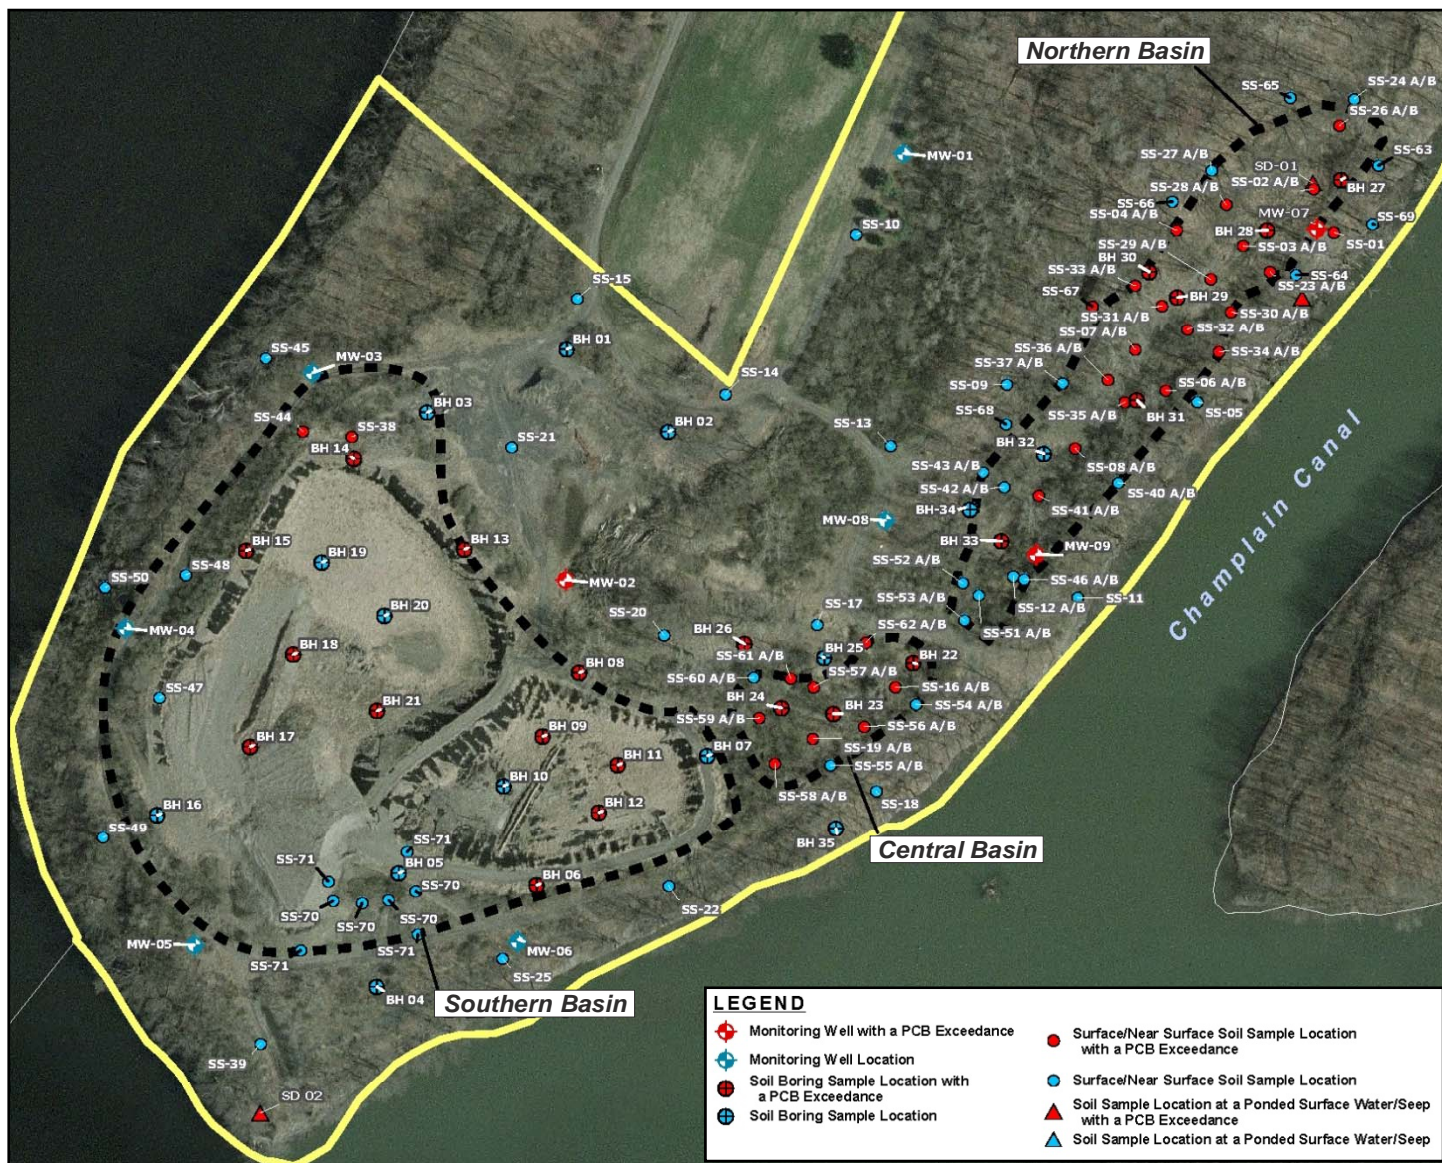 Northern Basin
SS-65
SS-24 A/B
SS-26 A/B
MW-01
SS-27 A/B
SD-01
SS-63
SS-02 A/B
SS-28 A/B
BH 27
SS-66
SS-04 A/B
MW-07
SS-69
SS-10
BH 28
SS-01
SS-29 A/B
SS-03 A/B
BH 30
SS-64
SS-33 A/B
SS-23 A/B
SS-15
SS-67
BH 29
SS-31 A/B
SS-30 A/B
SS-07 A/B
SS-32 A/B
BH 01
SS-36 A/B
SS-34 A/B
SS-45
MW-03
SS-37 A/B
SS-14
SS-09
SS-06 A/B
SS-35 A/B
SS-05
BH 31
BH 03
SS-44
SS-38
BH 02
SS-68
SS-21
SS-13
BH 14
BH 32
SS-08 A/B
SS-43 A/B
SS-42 A/B
SS-40 A/B
SS-41 A/B
BH-34
Champlain Canal
MW-08
BH 33
BH 13
BH 15
BH 19
MW-09
SS-48
SS-50
MW-02
SS-52 A/B
SS-46 A/B
SS-53 A/B
SS-12 A/B
SS-11
BH 20
SS-17
SS-20
SS-62 A/B
SS-51 A/B
MW-04
BH 26
BH 25
BH 18
SS-61 A/B
BH 22
BH 08
SS-57 A/B
SS-60 A/B
SS-16 A/B
SS-47
BH 24
BH 23
SS-54 A/B
BH 21
SS-59 A/B
SS-56 A/B
BH 09
BH 17
SS-19 A/B
BH 07
BH 11
SS-55 A/B
BH 10
SS-58 A/B
SS-18
BH 16
BH 12
SS-49
BH 35
SS-71
Central Basin
SS-71
BH 05
BH 06
SS-70
SS-22
SS-70
SS-70
SS-70
MW-05
SS-71
SS-71
MW-06
SS-25
BH 04
Southern Basin
SS-39
SD 02
LEGEND
Monitoring Well with a PCB Exceedance
Monitoring Well Location
Soil Boring Sample Location with
a PCB Exceedance
Soil Boring Sample Location
Surface/Near Surface Soil Sample Location
with a PCB Exceedance
Surface/Near Surface Soil Sample Location
Soil Sample Location at a Ponded Surface Water/Seep
with a PCB Exceedance
Soil Sample Location at a Ponded Surface Water/Seep